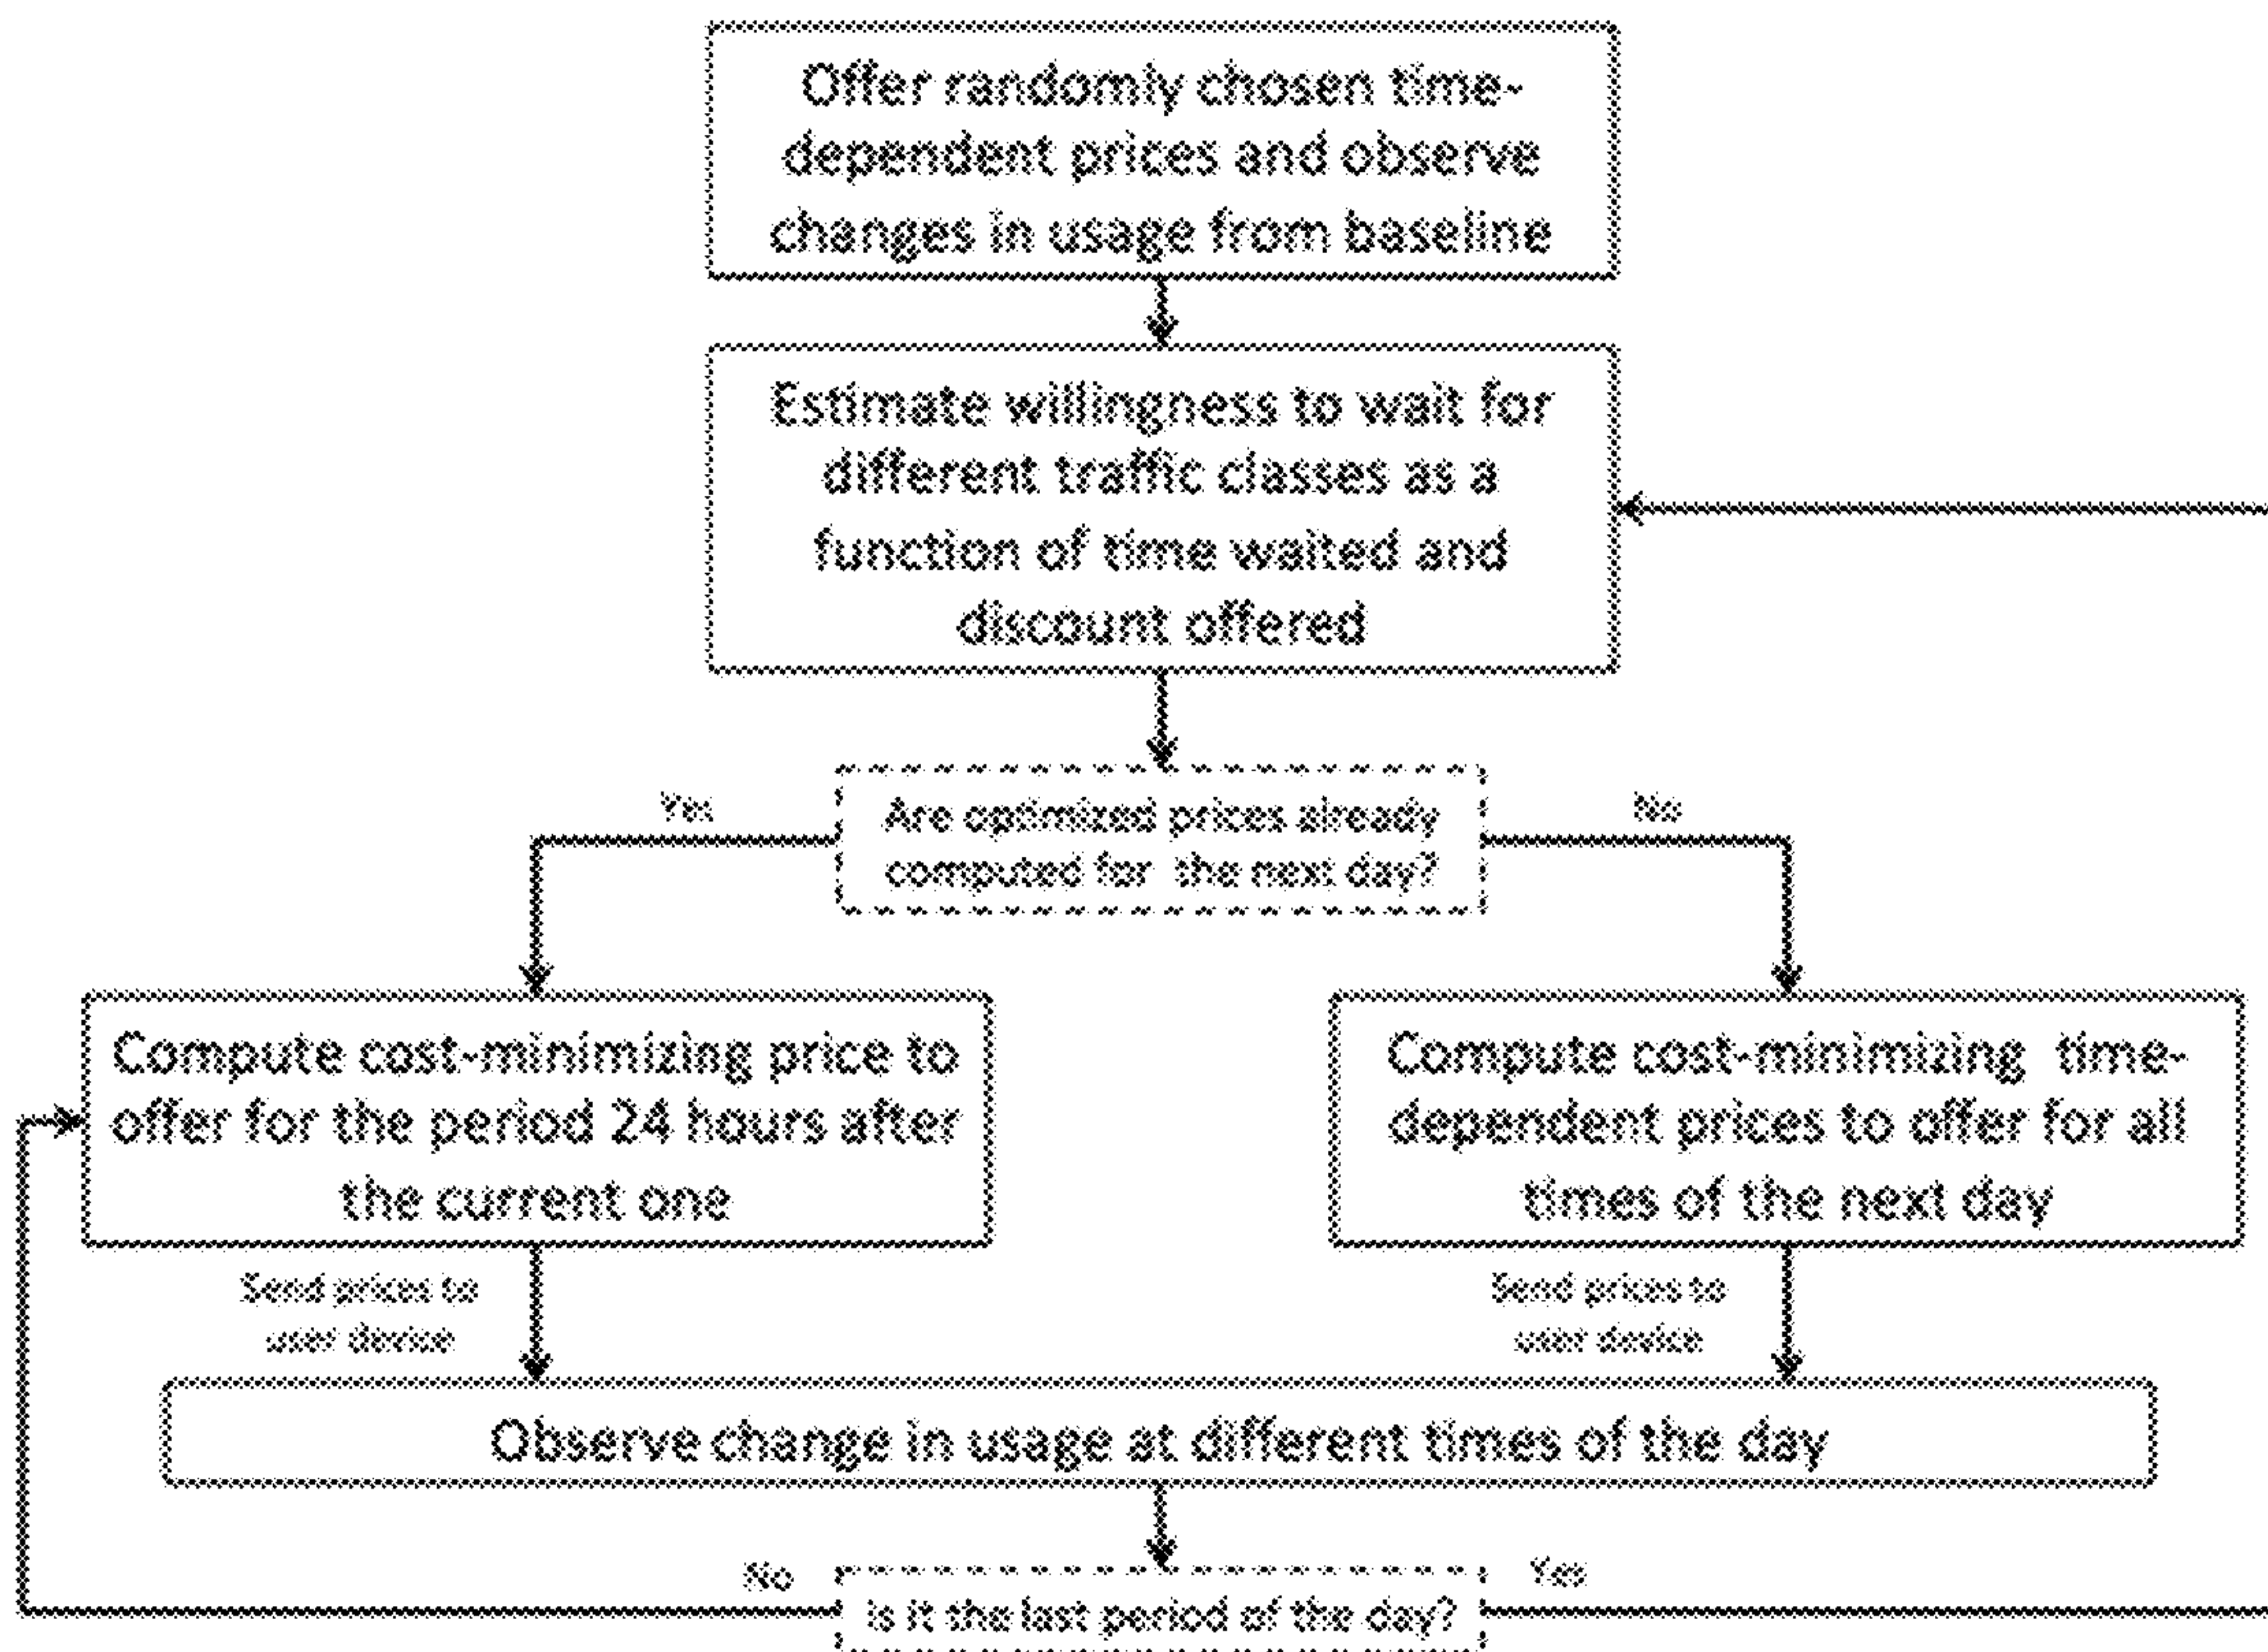 Offer randomly chosen time-
dependent prices and observe
changes in usage from baseline
Estimate willingness to wait for
different traffic classes as a
function of time waited and
discount offered
Yes
Are optimized prices already
computed for the next day?
No
Compute cost-minimizing price to
offer for the period 24 hours after
the current one
Compute cost-minimizing time-
dependent prices to offer for all
times of the next day
Send prices to
user device
Send prices to
user device
Observe change in usage at different times of the day
No
Is it the last period of the day?
Yes